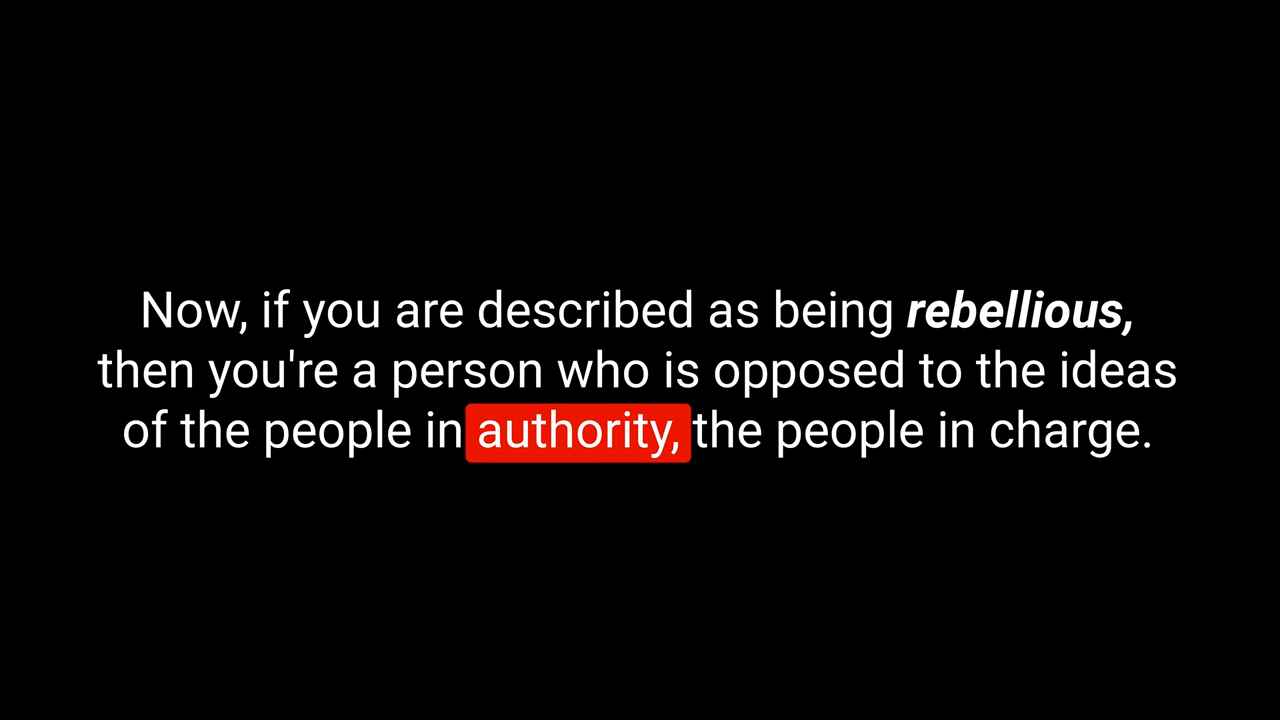 Now, if you are described as being rebellious,
then you're a person who is opposed to the ideas
of the people in authority, the people in charge.